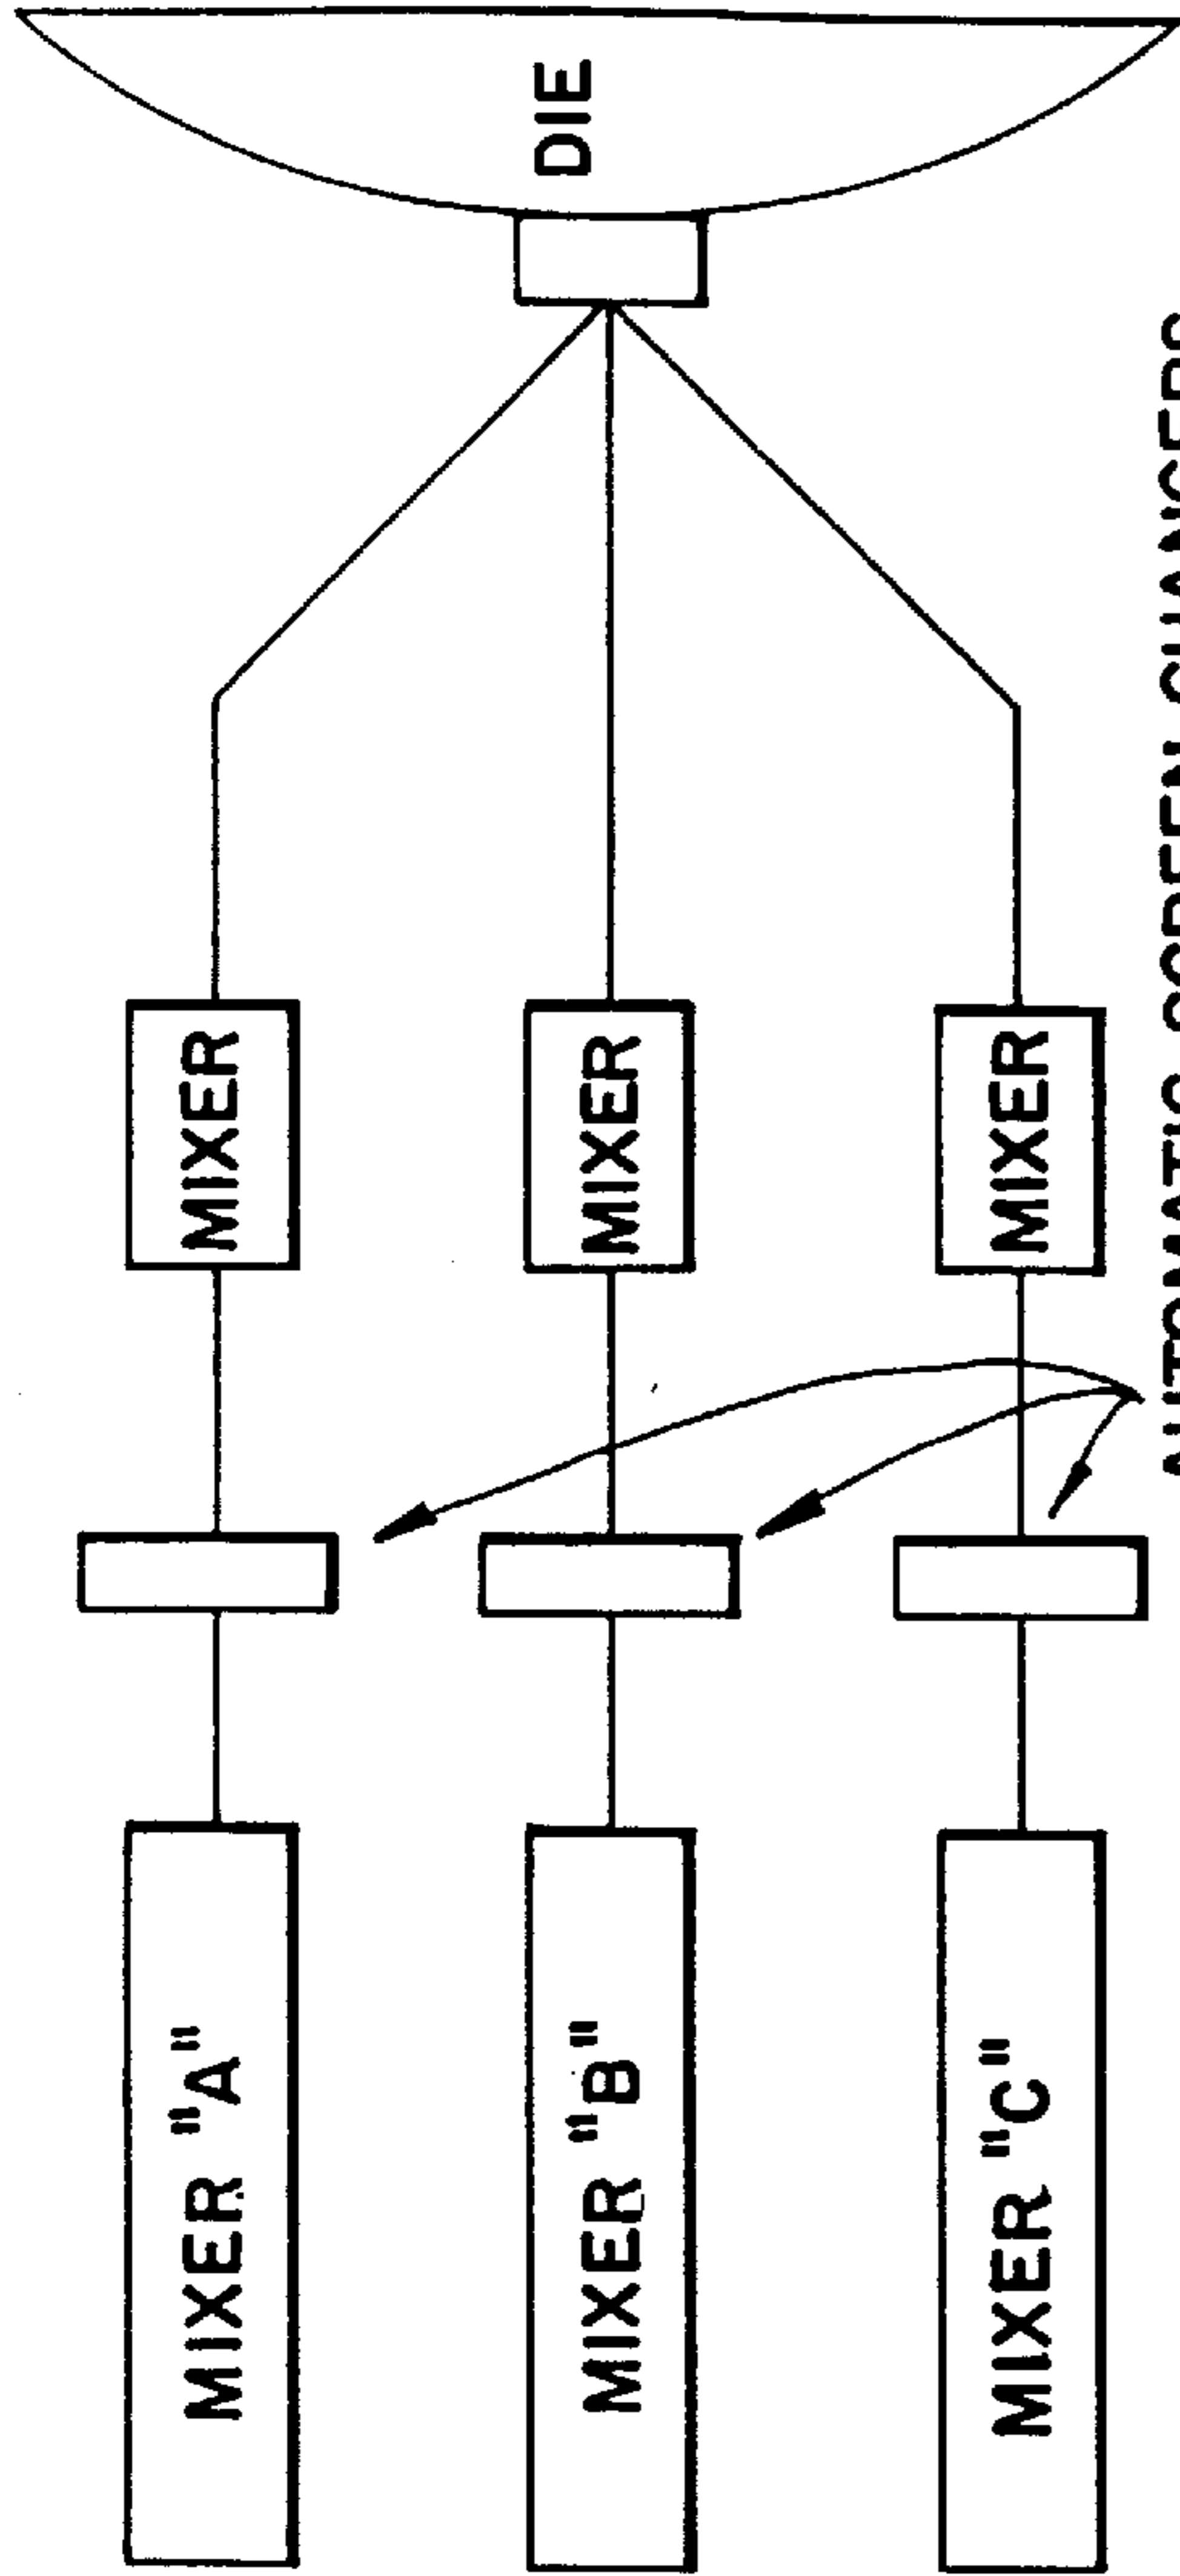 MIXER "A"
MIXER
MIXER "B"
MIXER
DIE
MIXER "C"
MIXER
AUTOMATIC SCREEN CHANGERS